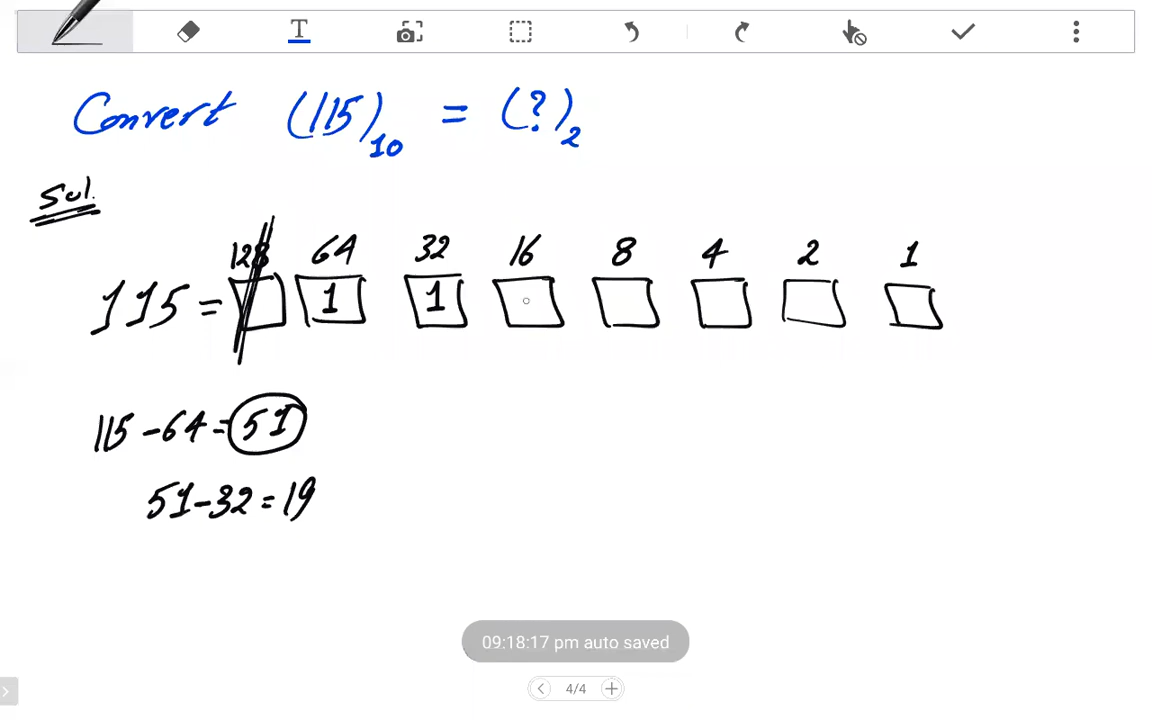 T
Convert (115)10 = (?)2
Sol.
128 64 32 16 8 4 2 1
115 = 1 1
115 - 64 = 51
51 - 32 = 19
09:18:17 pm auto saved
4/4